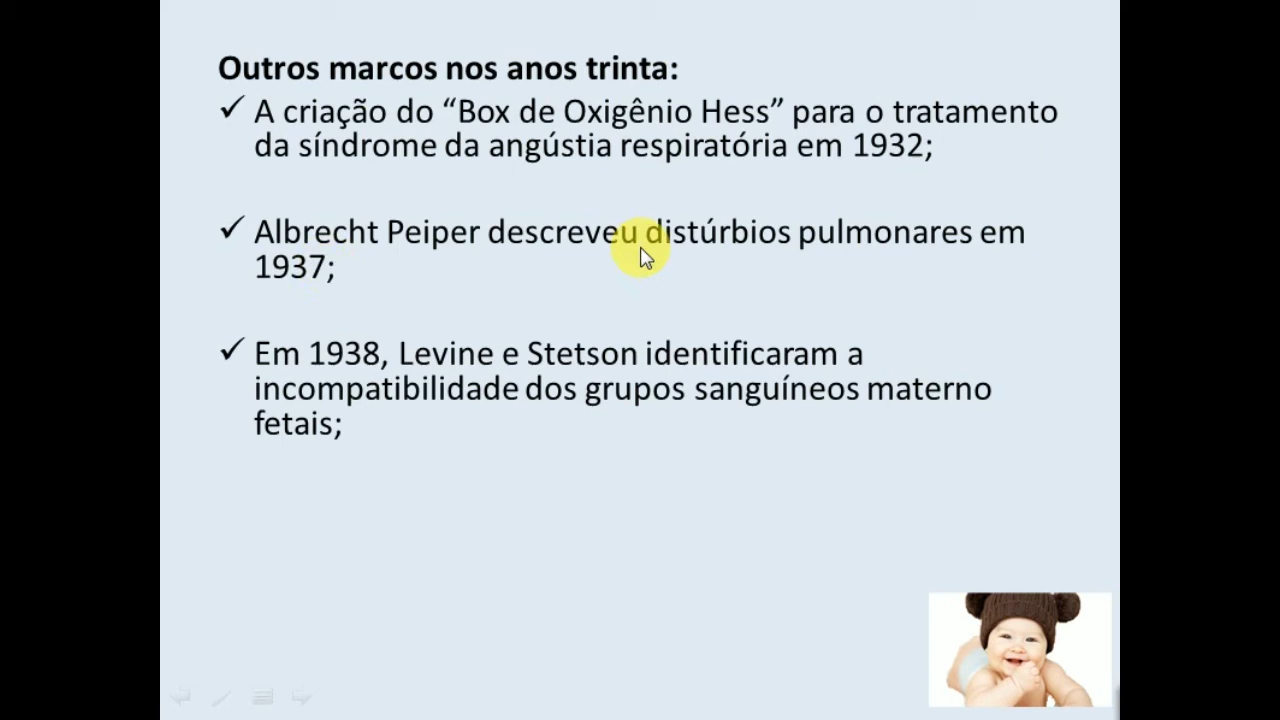 Outros marcos nos anos trinta:
✓ A criação do “Box de Oxigênio Hess” para o tratamento
da síndrome da angústia respiratória em 1932;
✓ Albrecht Peiper descreveu distúrbios pulmonares em
1937;
✓ Em 1938, Levine e Stetson identificaram a
incompatibilidade dos grupos sanguíneos materno
fetais;